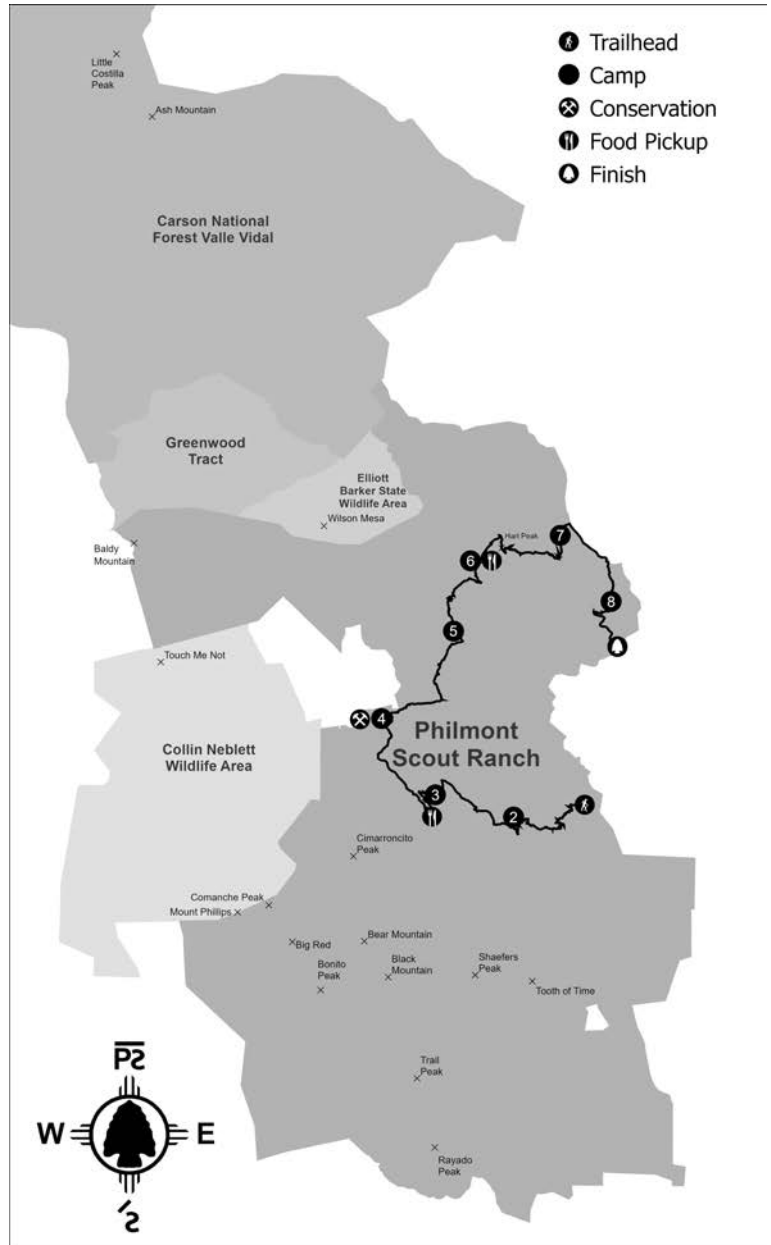 Little
Costilla
Peak
Ash Mountain
Trailhead
Camp
Conservation
Food Pickup
Finish
Carson National
Forest Valle Vidal
Greenwood
Tract
Elliott
Barker State
Wildlife Area
Wilson Mesa
Baldy
Mountain
Hart Peak
7
6
8
5
Touch Me Not
4
Collin Neblett
Wildlife Area
Philmont
Scout Ranch
3
2
Cimarroncito
Peak
Comanche Peak
Mount Phillips
Big Red
Bear Mountain
Bonito
Peak
Black
Mountain
Shaefers
Peak
Tooth of Time
Trail
Peak
Rayado
Peak
W
E